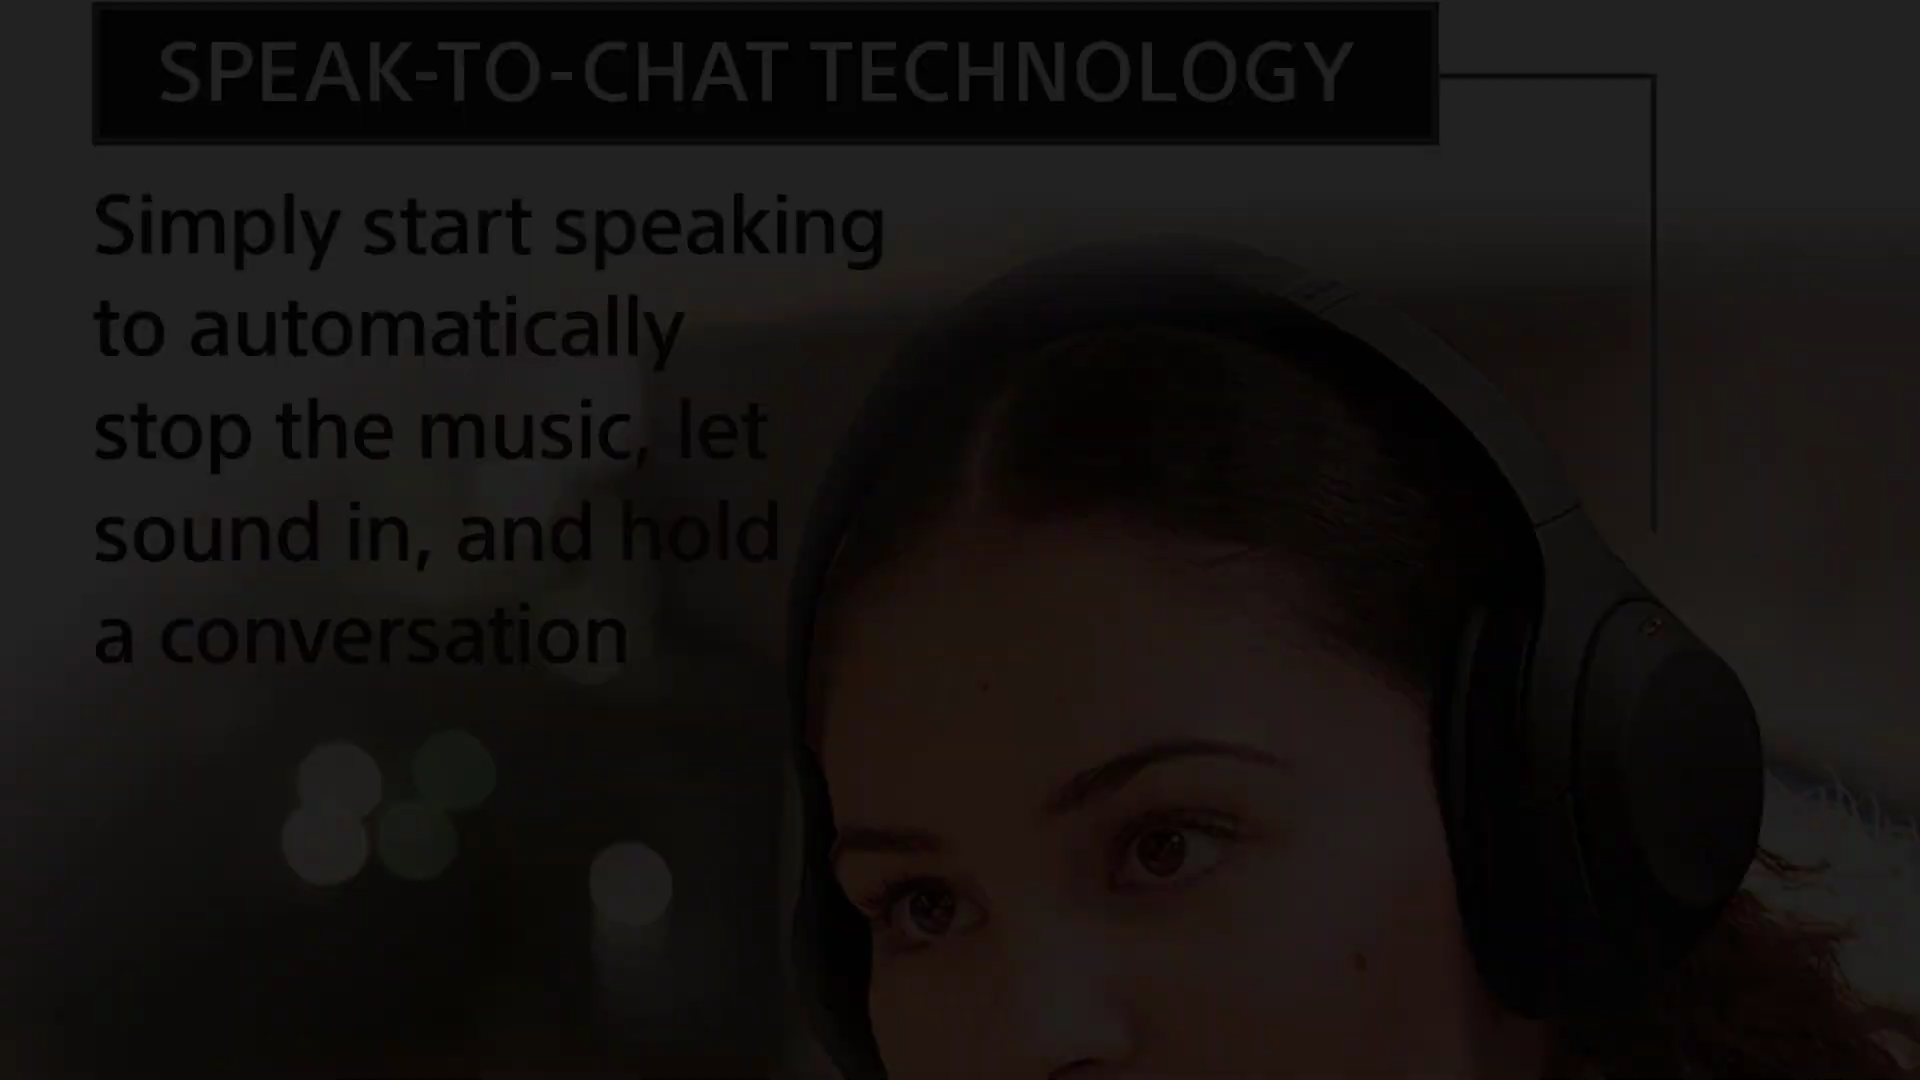 SPEAK-TO-CHAT TECHNOLOGY
Simply start speaking
to automatically
stop the music, let
sound in, and hold
a conversation